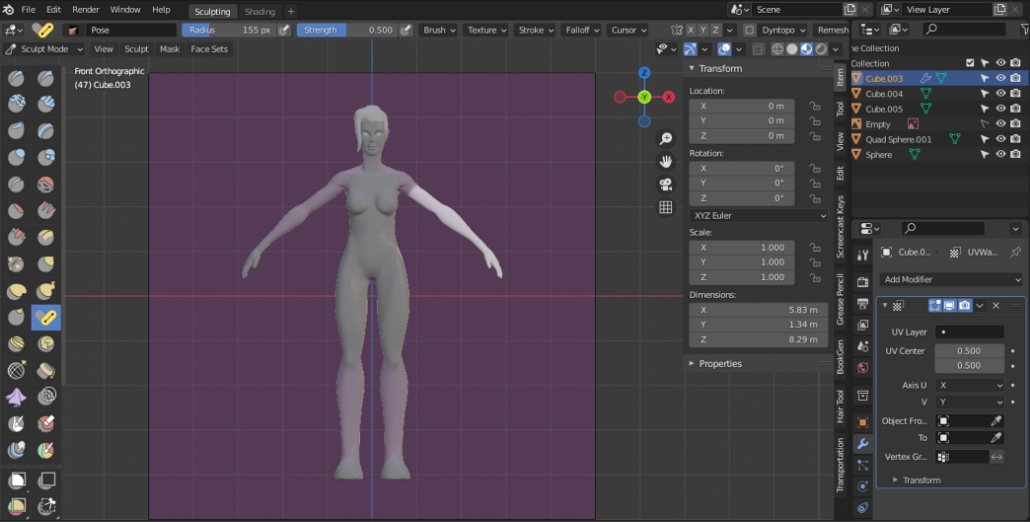 File Edit Render Window Help Sculpting Shading + Scene View Layer
Pose Radius 155 px Strength 0.500 Brush Texture Stroke Falloff Cursor X Y Z Dyntopo Remesh
Sculpt Mode View Sculpt Mask Face Sets
Front Orthographic
(47) Cube.003
Z
Y
X
Transform
Location:
X 0 m
Y 0 m
Z 0 m
Rotation:
X 0°
Y 0°
Z 0°
XYZ Euler
Scale:
X 1.000
Y 1.000
Z 1.000
Dimensions:
X 5.83 m
Y 1.34 m
Z 8.29 m
Properties
Item
Tool
View
Edit
Screencast Keys
Grease Pencil
BookGen
Hair Tool
Transportation
ne Collection
Collection
Cube.003
Cube.004
Cube.005
Empty
Quad Sphere.001
Sphere
Cube.0... UVWa...
Add Modifier
UV Layer
UV Center 0.500
0.500
Axis U X
V Y
Object Fro...
To
Vertex Gr...
Transform